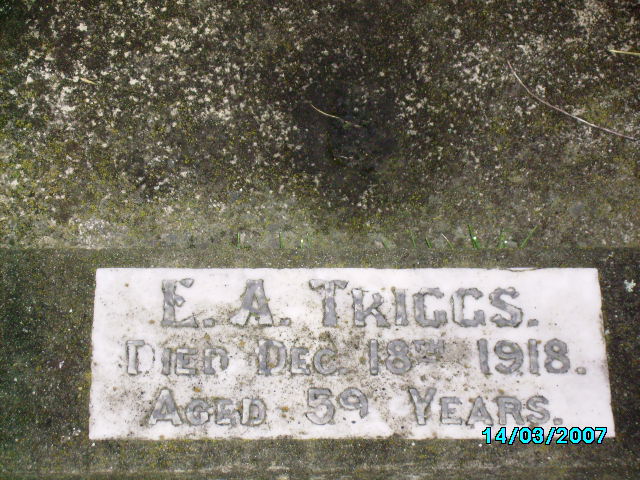 E. A. TRIGGS.
DIED DEC. 18TH 1918.
AGED 59 YEARS.
14/03/2007